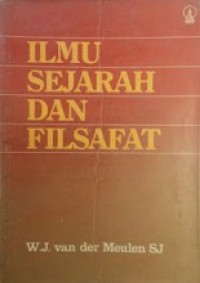 ILMU
SEJARAH
DAN
FILSAFAT
W.J. van der Meulen SJ